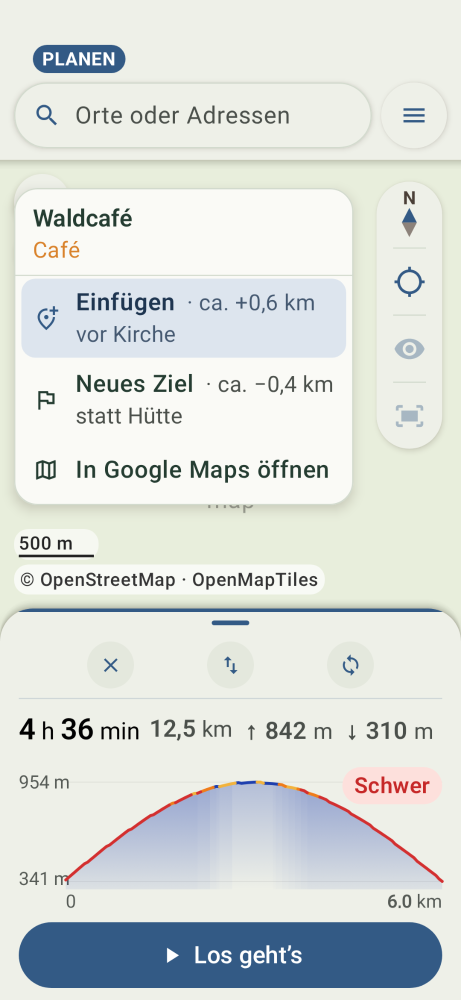 PLANEN
Orte oder Adressen
N
Waldcafé
Café
Einfügen · ca. +0,6 km
vor Kirche
Neues Ziel · ca. −0,4 km
statt Hütte
In Google Maps öffnen
map
500 m
© OpenStreetMap · OpenMapTiles
4 h 36 min 12,5 km ↑ 842 m ↓ 310 m
954 m
Schwer
341 m
0 6.0 km
Los geht’s